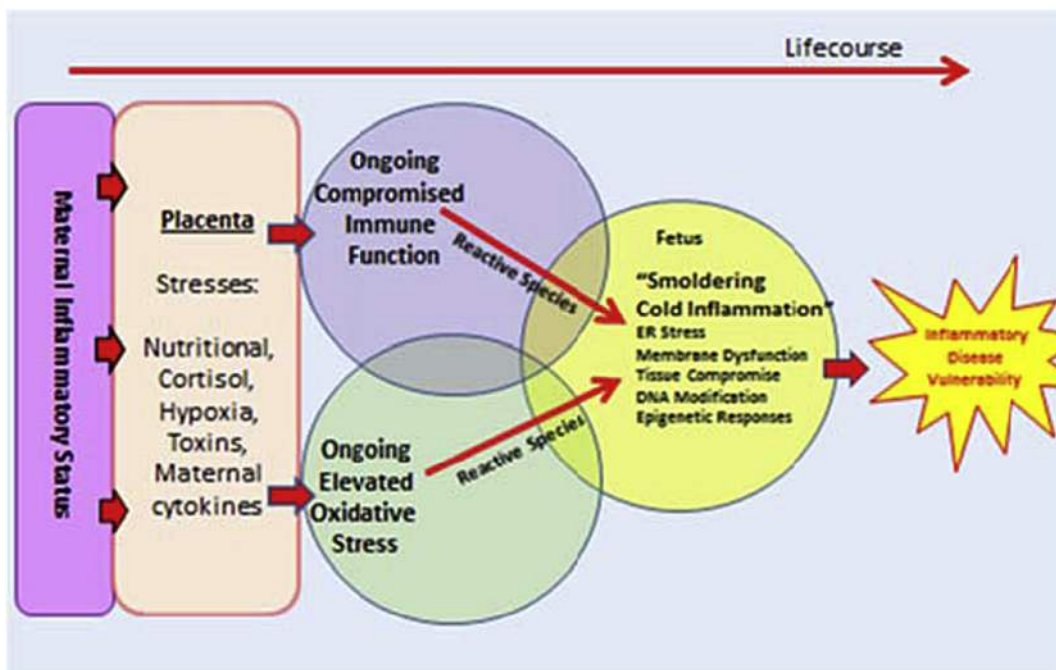 Lifecourse
Maternal Inflammatory Status
Placenta
Stresses:
Nutritional,
Cortisol,
Hypoxia,
Toxins,
Maternal
cytokines
Ongoing
Compromised
Immune
Function
Reactive Species
Ongoing
Elevated
Oxidative
Stress
Reactive Species
Fetus
“Smoldering
Cold Inflammation”
ER Stress
Membrane Dysfunction
Tissue Compromise
DNA Modification
Epigenetic Responses
Inflammatory
Disease
Vulnerability